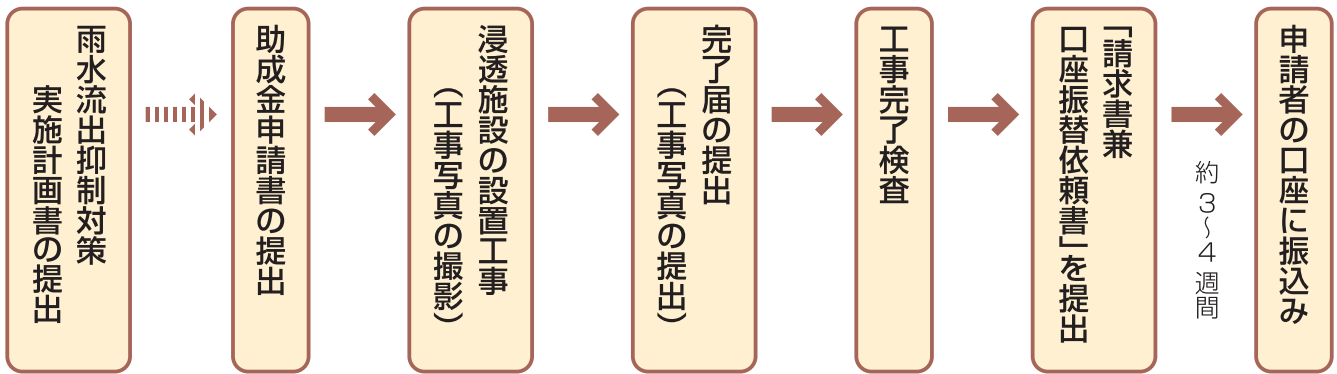 雨水流出抑制対策
実施計画書の提出
助成金申請書の提出
浸透施設の設置工事
（工事写真の撮影）
完了届の提出
（工事写真の提出）
工事完了検査
「請求書兼
口座振替依頼書」を提出
約3～4週間
申請者の口座に振込み